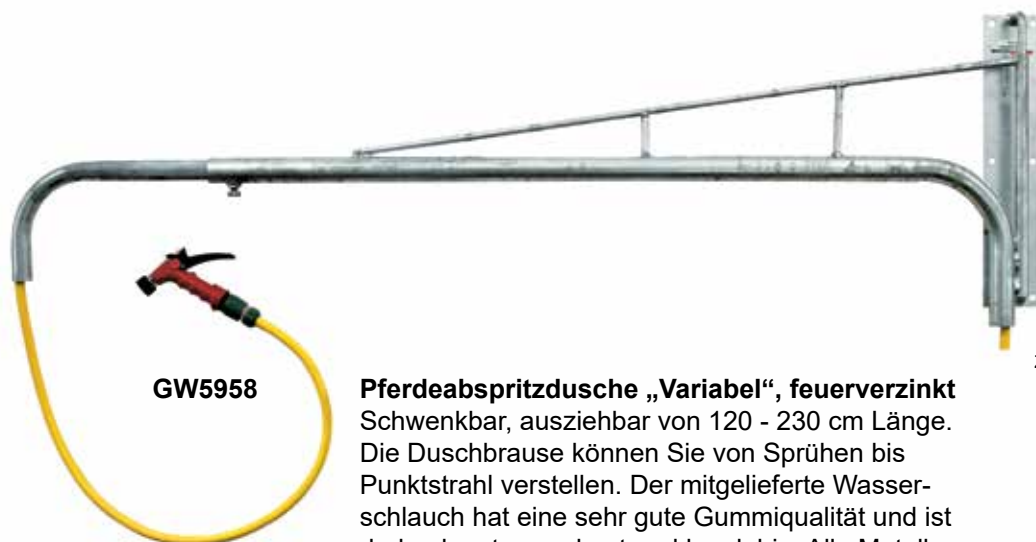 GW5958
Pferdeabspritzdusche „Variabel“, feuerverzinkt
Schwenkbar, ausziehbar von 120 - 230 cm Länge.
Die Duschbrause können Sie von Sprühen bis
Punktstrahl verstellen. Der mitgelieferte Wasser-
schlauch hat eine sehr gute Gummiqualität und ist